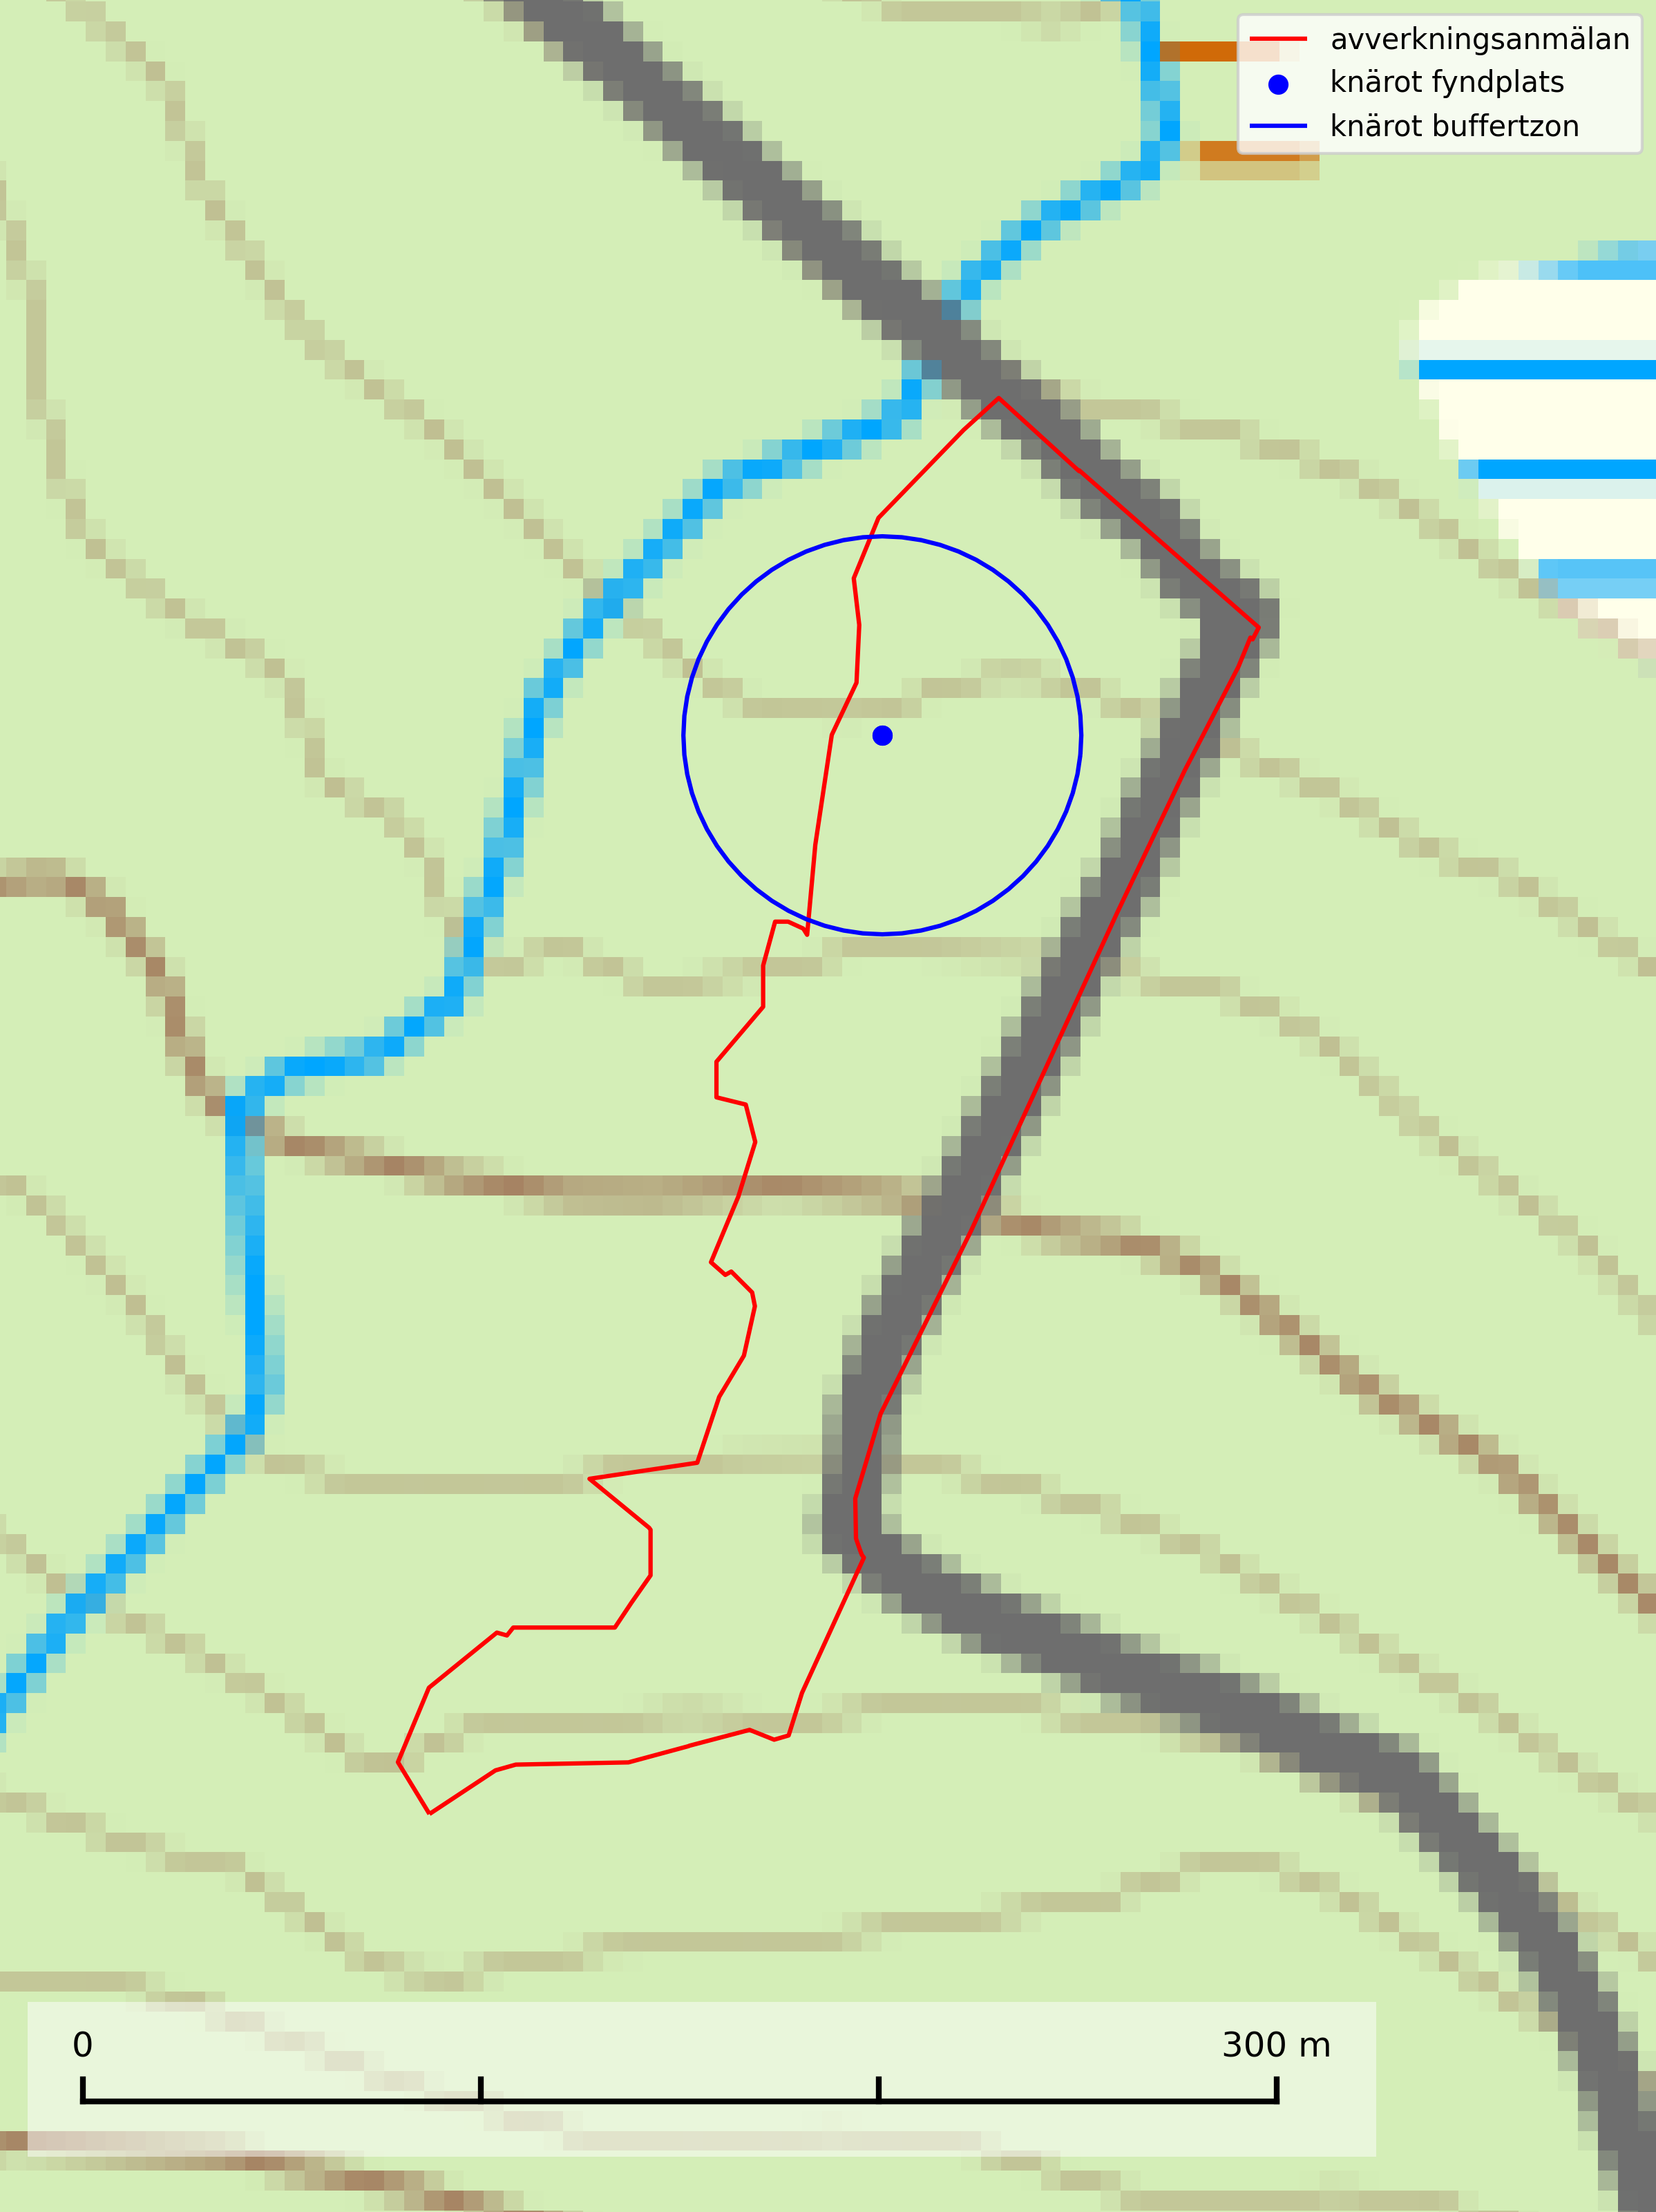 avverkningsanmälan
knärot fyndplats
knärot buffertzon
0 300 m